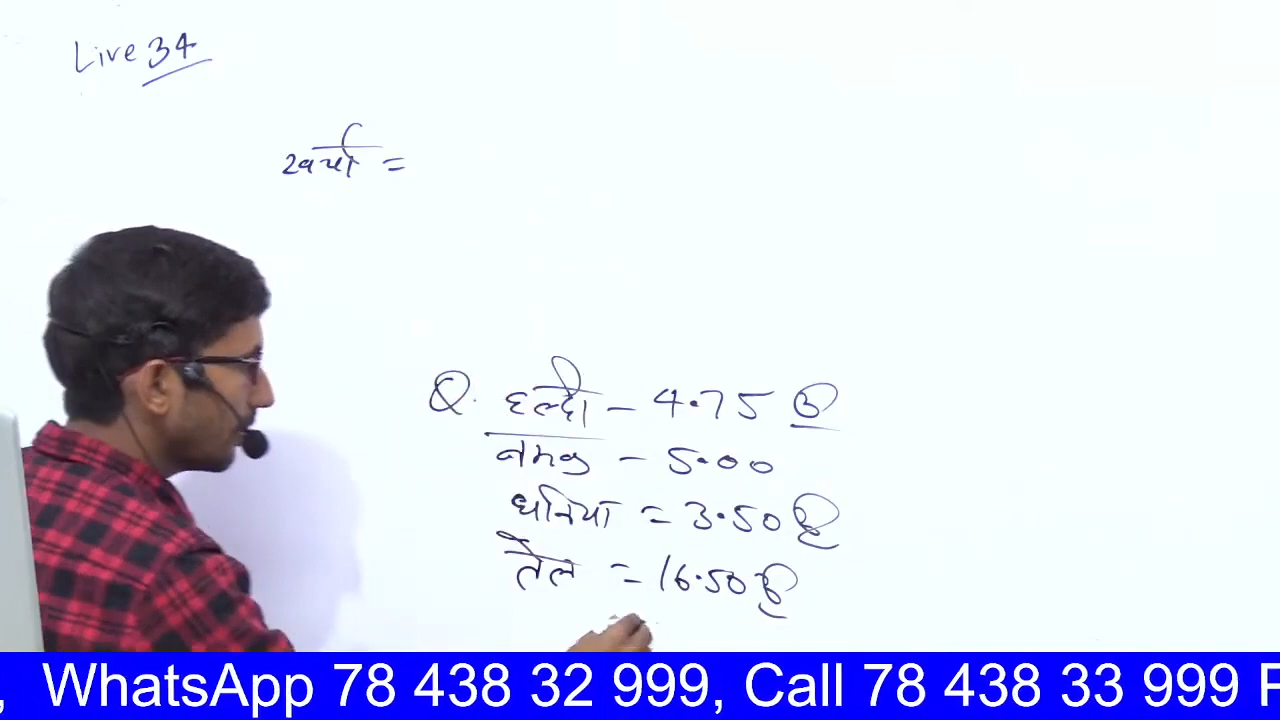 Live 34
खर्चा =
Q. हल्दी - 4.75 रु
नमक - 5.00
धनिया = 3.50 रु
तेल = 16.50 रु
, WhatsApp 78 438 32 999, Call 78 438 33 999 F